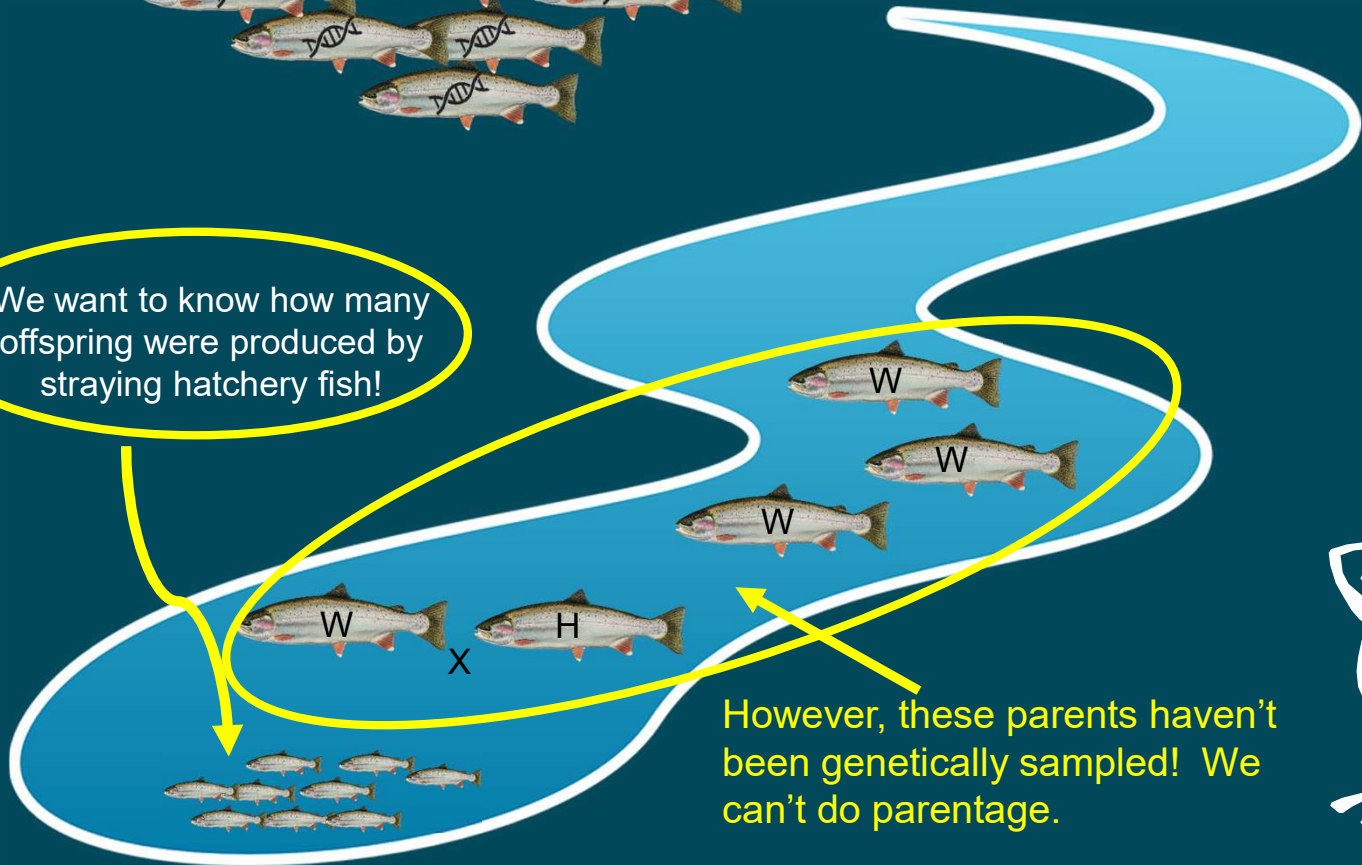 We want to know how many
offspring were produced by
straying hatchery fish!
W
W
W
W
H
X
However, these parents haven't
been genetically sampled! We
can't do parentage.